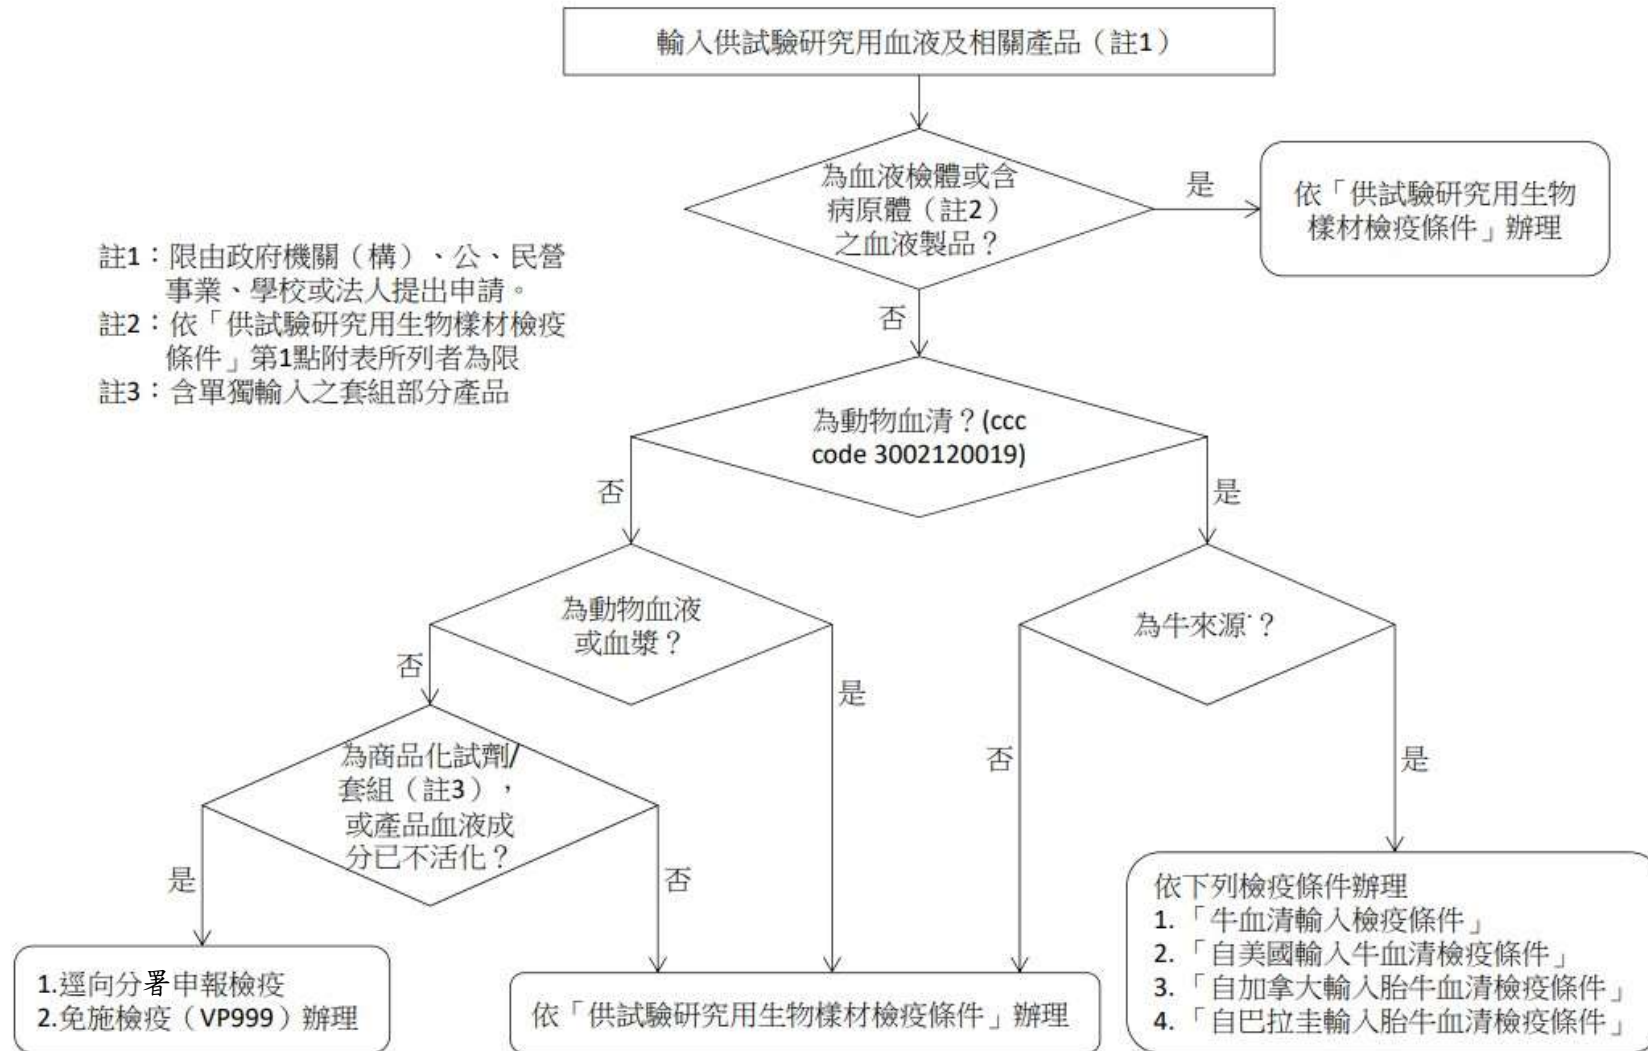 輸入供試驗研究用血液及相關產品（註1）
為血液檢體或含
病原體（註2）
之血液製品？
是
依「供試驗研究用生物
樣材檢疫條件」辦理
註1：限由政府機關（構）、公、民營
事業、學校或法人提出申請。
註2：依「供試驗研究用生物樣材檢疫
條件」第1點附表所列者為限
註3：含單獨輸入之套組部分產品
否
為動物血清？(ccc
code 3002120019)
否
是
為動物血液
或血漿？
為牛來源？
否
是
否
是
為商品化試劑/
套組（註3），
或產品血液成
分已不活化？
是
否
1.逕向分署申報檢疫
2.免施檢疫（VP999）辦理
依「供試驗研究用生物樣材檢疫條件」辦理
依下列檢疫條件辦理
1.「牛血清輸入檢疫條件」
2.「自美國輸入牛血清檢疫條件」
3.「自加拿大輸入胎牛血清檢疫條件」
4.「自巴拉圭輸入胎牛血清檢疫條件」